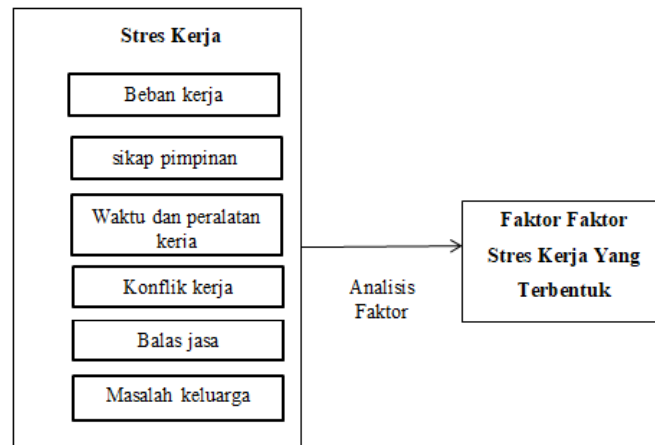 Stres Kerja
Beban kerja
sikap pimpinan
Waktu dan peralatan
kerja
Konflik kerja
Balas jasa
Masalah keluarga
Analisis
Faktor
Faktor Faktor
Stres Kerja Yang
Terbentuk